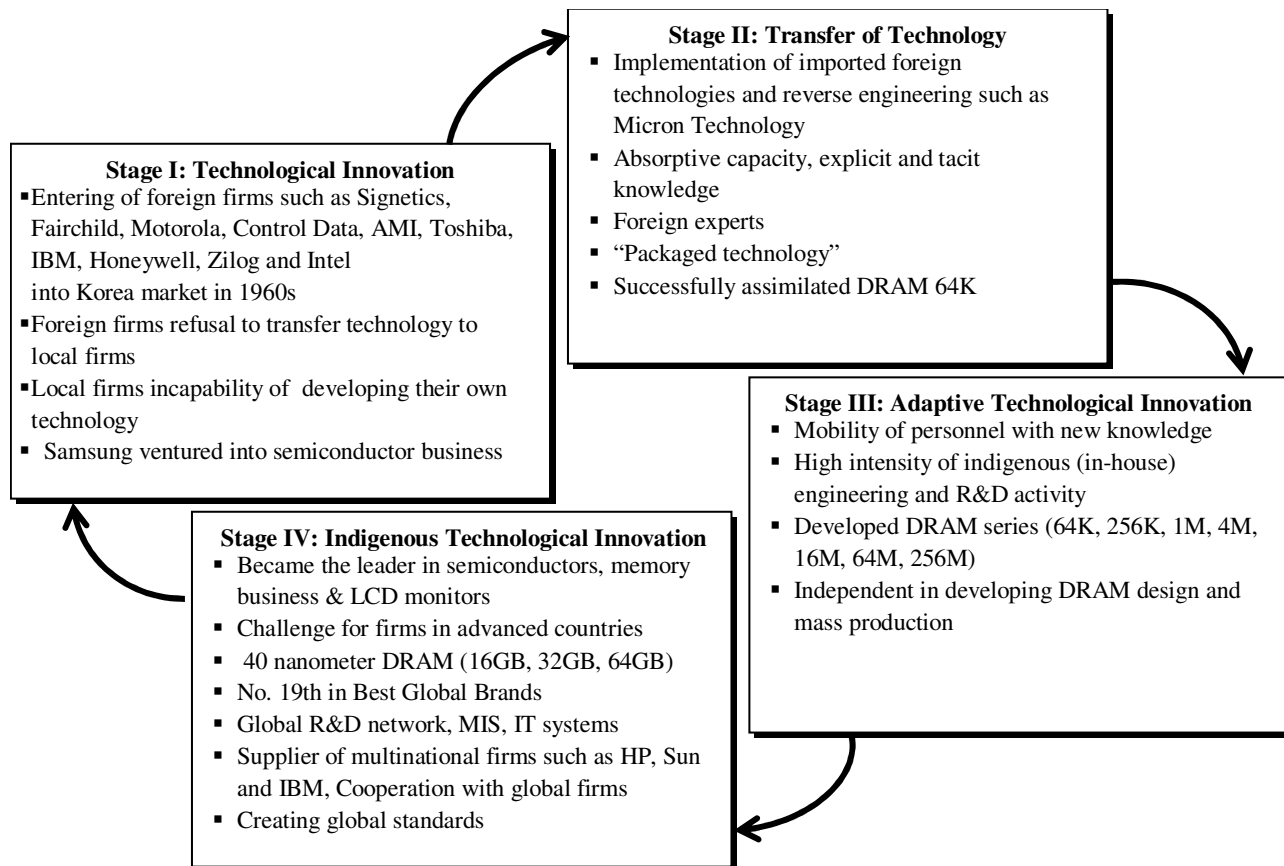 Stage I: Technological Innovation
▪Entering of foreign firms such as Signetics,
Fairchild, Motorola, Control Data, AMI, Toshiba,
IBM, Honeywell, Zilog and Intel
into Korea market in 1960s
▪Foreign firms refusal to transfer technology to
local firms
▪Local firms incapability of developing their own
technology
▪ Samsung ventured into semiconductor business
Stage II: Transfer of Technology
▪ Implementation of imported foreign
technologies and reverse engineering such as
Micron Technology
▪ Absorptive capacity, explicit and tacit
knowledge
▪ Foreign experts
▪ “Packaged technology”
▪ Successfully assimilated DRAM 64K
Stage III: Adaptive Technological Innovation
▪ Mobility of personnel with new knowledge
▪ High intensity of indigenous (in-house)
engineering and R&D activity
▪ Developed DRAM series (64K, 256K, 1M, 4M,
16M, 64M, 256M)
▪ Independent in developing DRAM design and
mass production
Stage IV: Indigenous Technological Innovation
▪ Became the leader in semiconductors, memory
business & LCD monitors
▪ Challenge for firms in advanced countries
▪ 40 nanometer DRAM (16GB, 32GB, 64GB)
▪ No. 19th in Best Global Brands
▪ Global R&D network, MIS, IT systems
▪ Supplier of multinational firms such as HP, Sun
and IBM, Cooperation with global firms
▪ Creating global standards